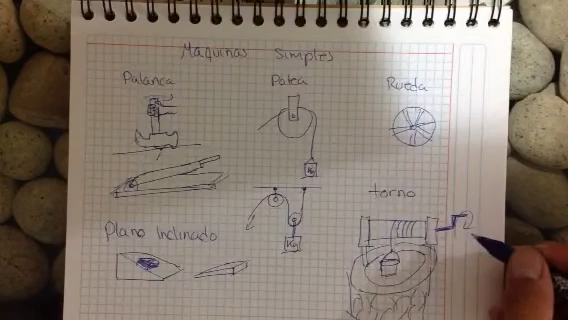 Maquinas Simples
Palanca
Polea
Rueda
Kg
torno
Plano Inclinado
Kg